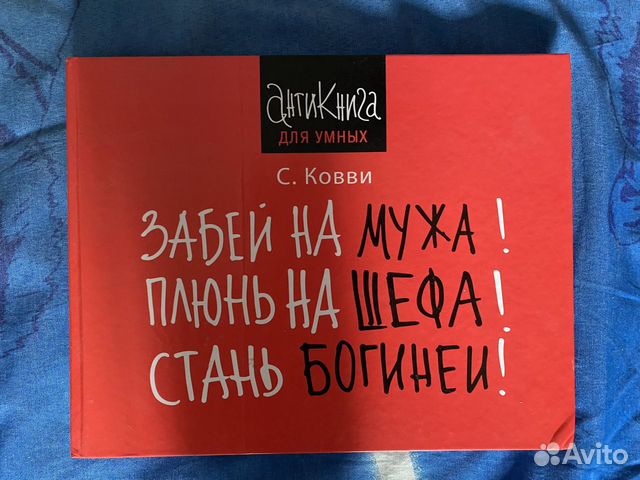 антиКнига
для умных
С. Ковви
ЗАБЕЙ НА МУЖА!
ПЛЮНЬ НА ШЕФА!
СТАНЬ БОГИНЕЙ!
Avito